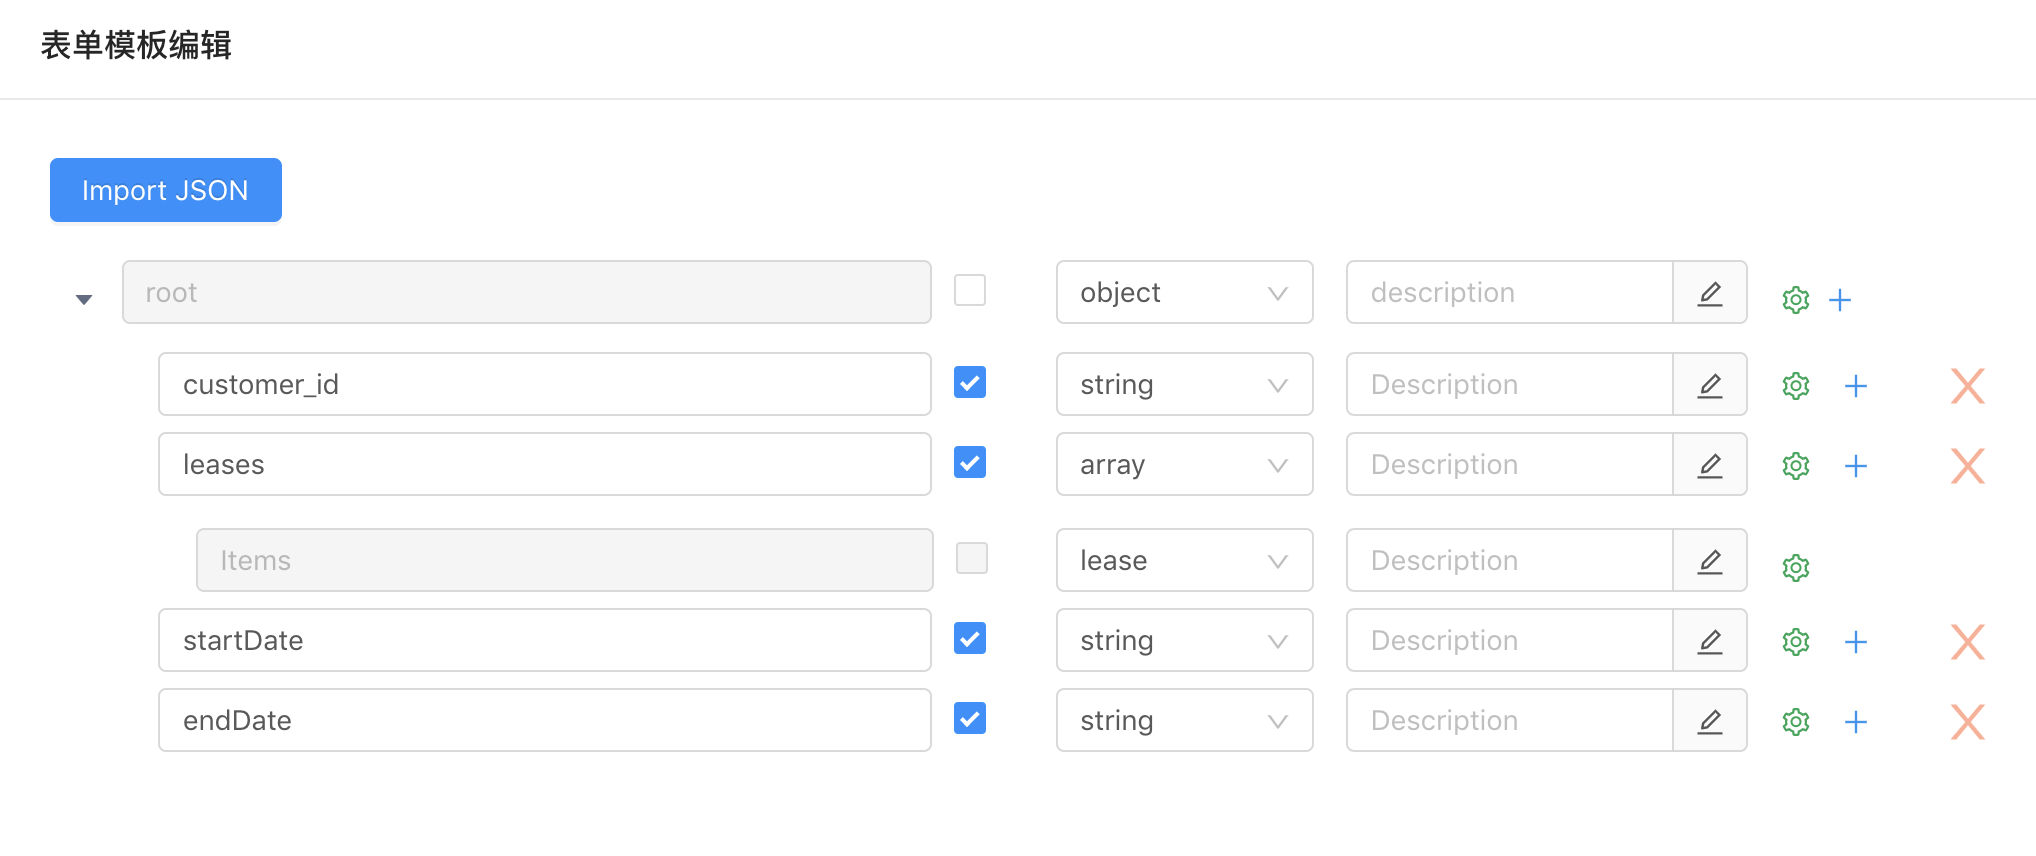 表单模板编辑
Import JSON
root object description
customer_id string Description
leases array Description
Items lease Description
startDate string Description
endDate string Description